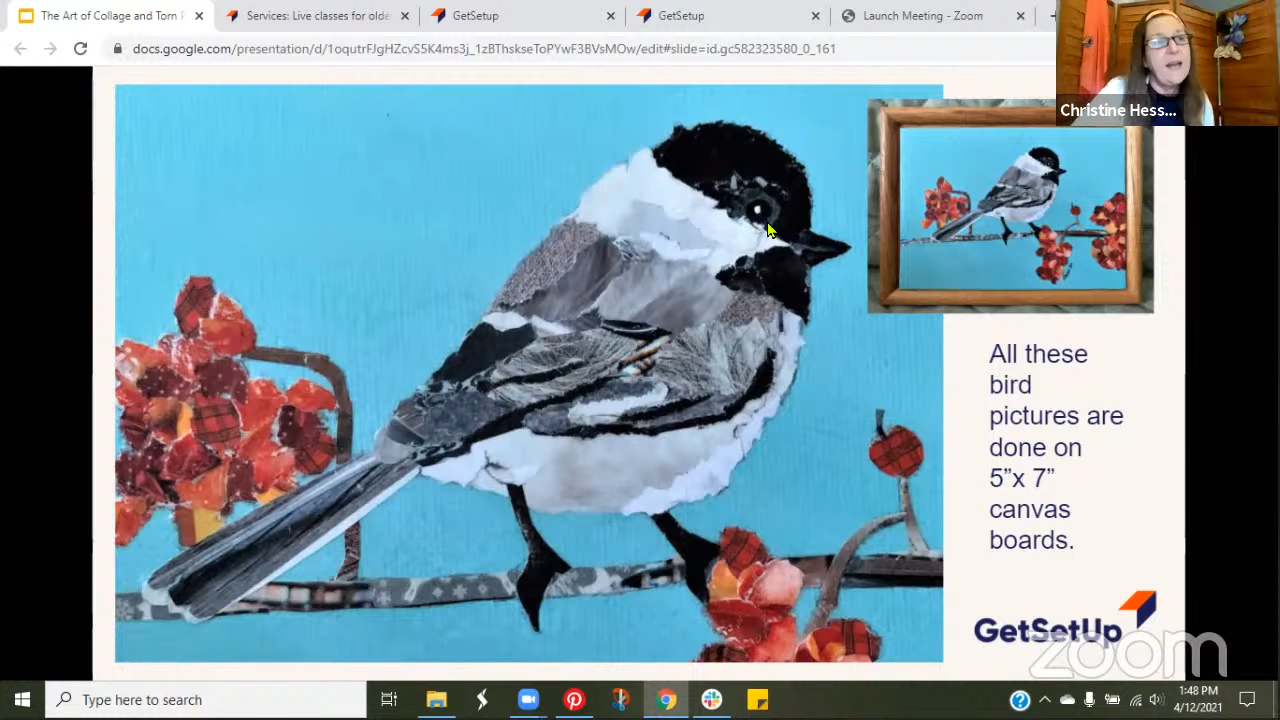 The Art of Collage and Torn P
Services: Live classes for olde
GetSetup
GetSetup
Launch Meeting - Zoom
docs.google.com/presentation/d/1oqutrFJgHZcvS5K4ms3j_1zBThskseToPYwF3BVsMOw/edit#slide=id.gc582323580_0_161
Christine Hess...
All these
bird
pictures are
done on
5”x 7”
canvas
boards.
GetSetUp
zoom
Type here to search
1:48 PM
4/12/2021